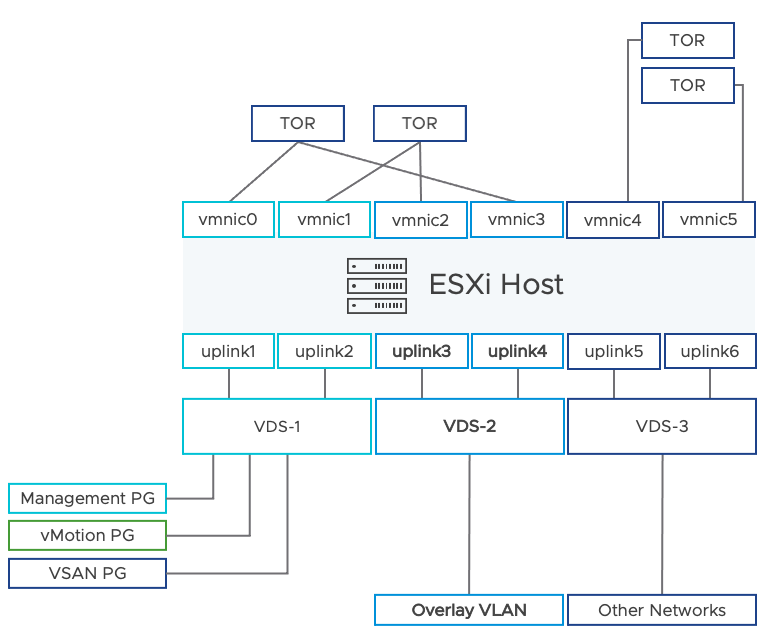 TOR
TOR
TOR
TOR
vmnic0
vmnic1
vmnic2
vmnic3
vmnic4
vmnic5
ESXi Host
uplink1
uplink2
uplink3
uplink4
uplink5
uplink6
VDS-1
VDS-2
VDS-3
Management PG
vMotion PG
VSAN PG
Overlay VLAN
Other Networks